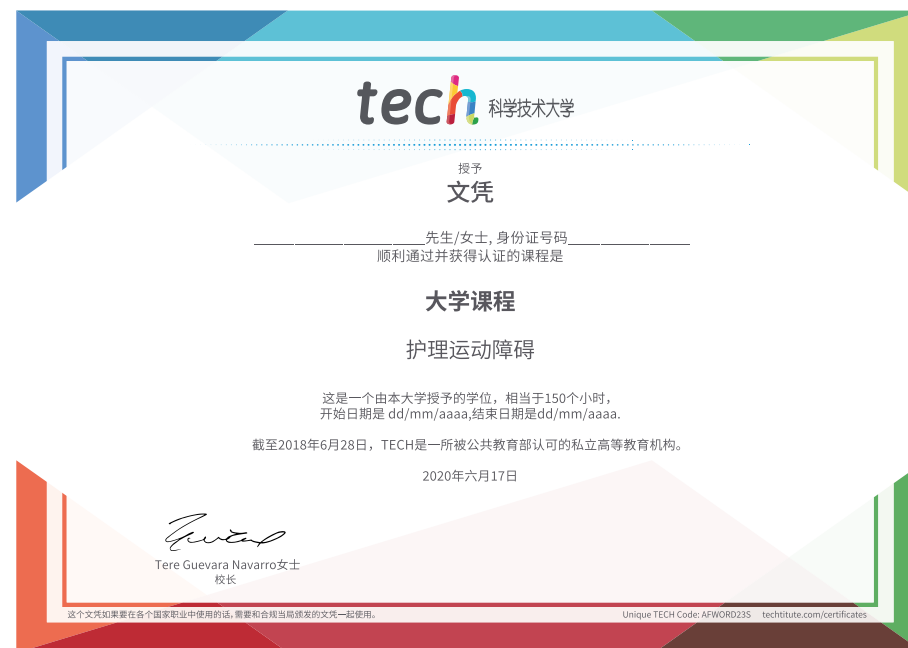 tech 科学技术大学
授予
文凭
________________________先生/女士, 身份证号码_________________
顺利通过并获得认证的课程是
大学课程
护理运动障碍
这是一个由本大学授予的学位，相当于150个小时，
开始日期是 dd/mm/aaaa,结束日期是dd/mm/aaaa.
截至2018年6月28日，TECH是一所被公共教育部认可的私立高等教育机构。
2020年六月17日
Tere Guevara Navarro女士
校长
这个文凭如果要在各个国家职业中使用的话,需要和合规当局颁发的文凭一起使用。
Unique TECH Code: AFWORD23S techtitute.com/certificates